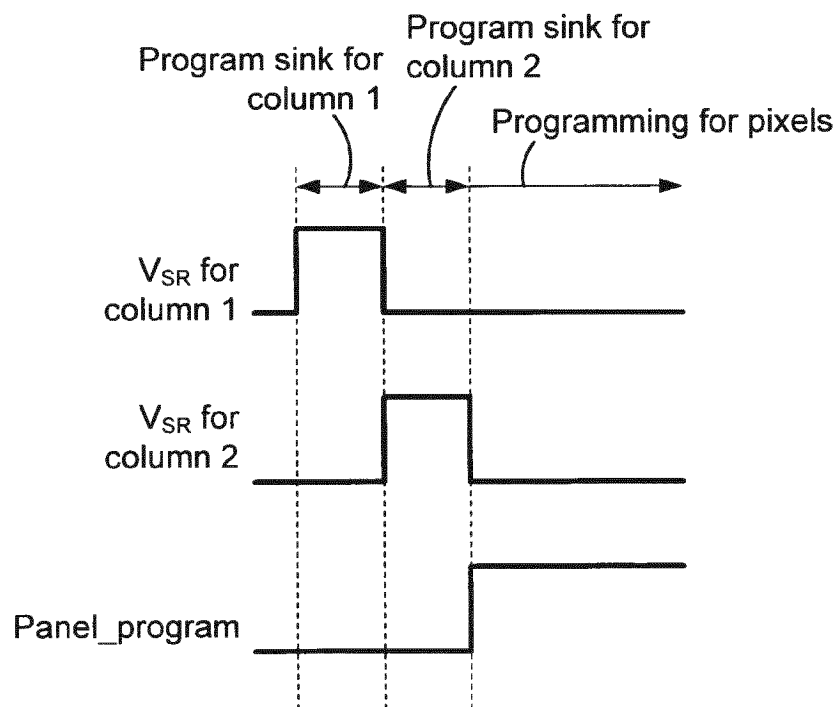 Program sink for
column 1
Program sink for
column 2
Programming for pixels
V_SR for
column 1
V_SR for
column 2
Panel_program